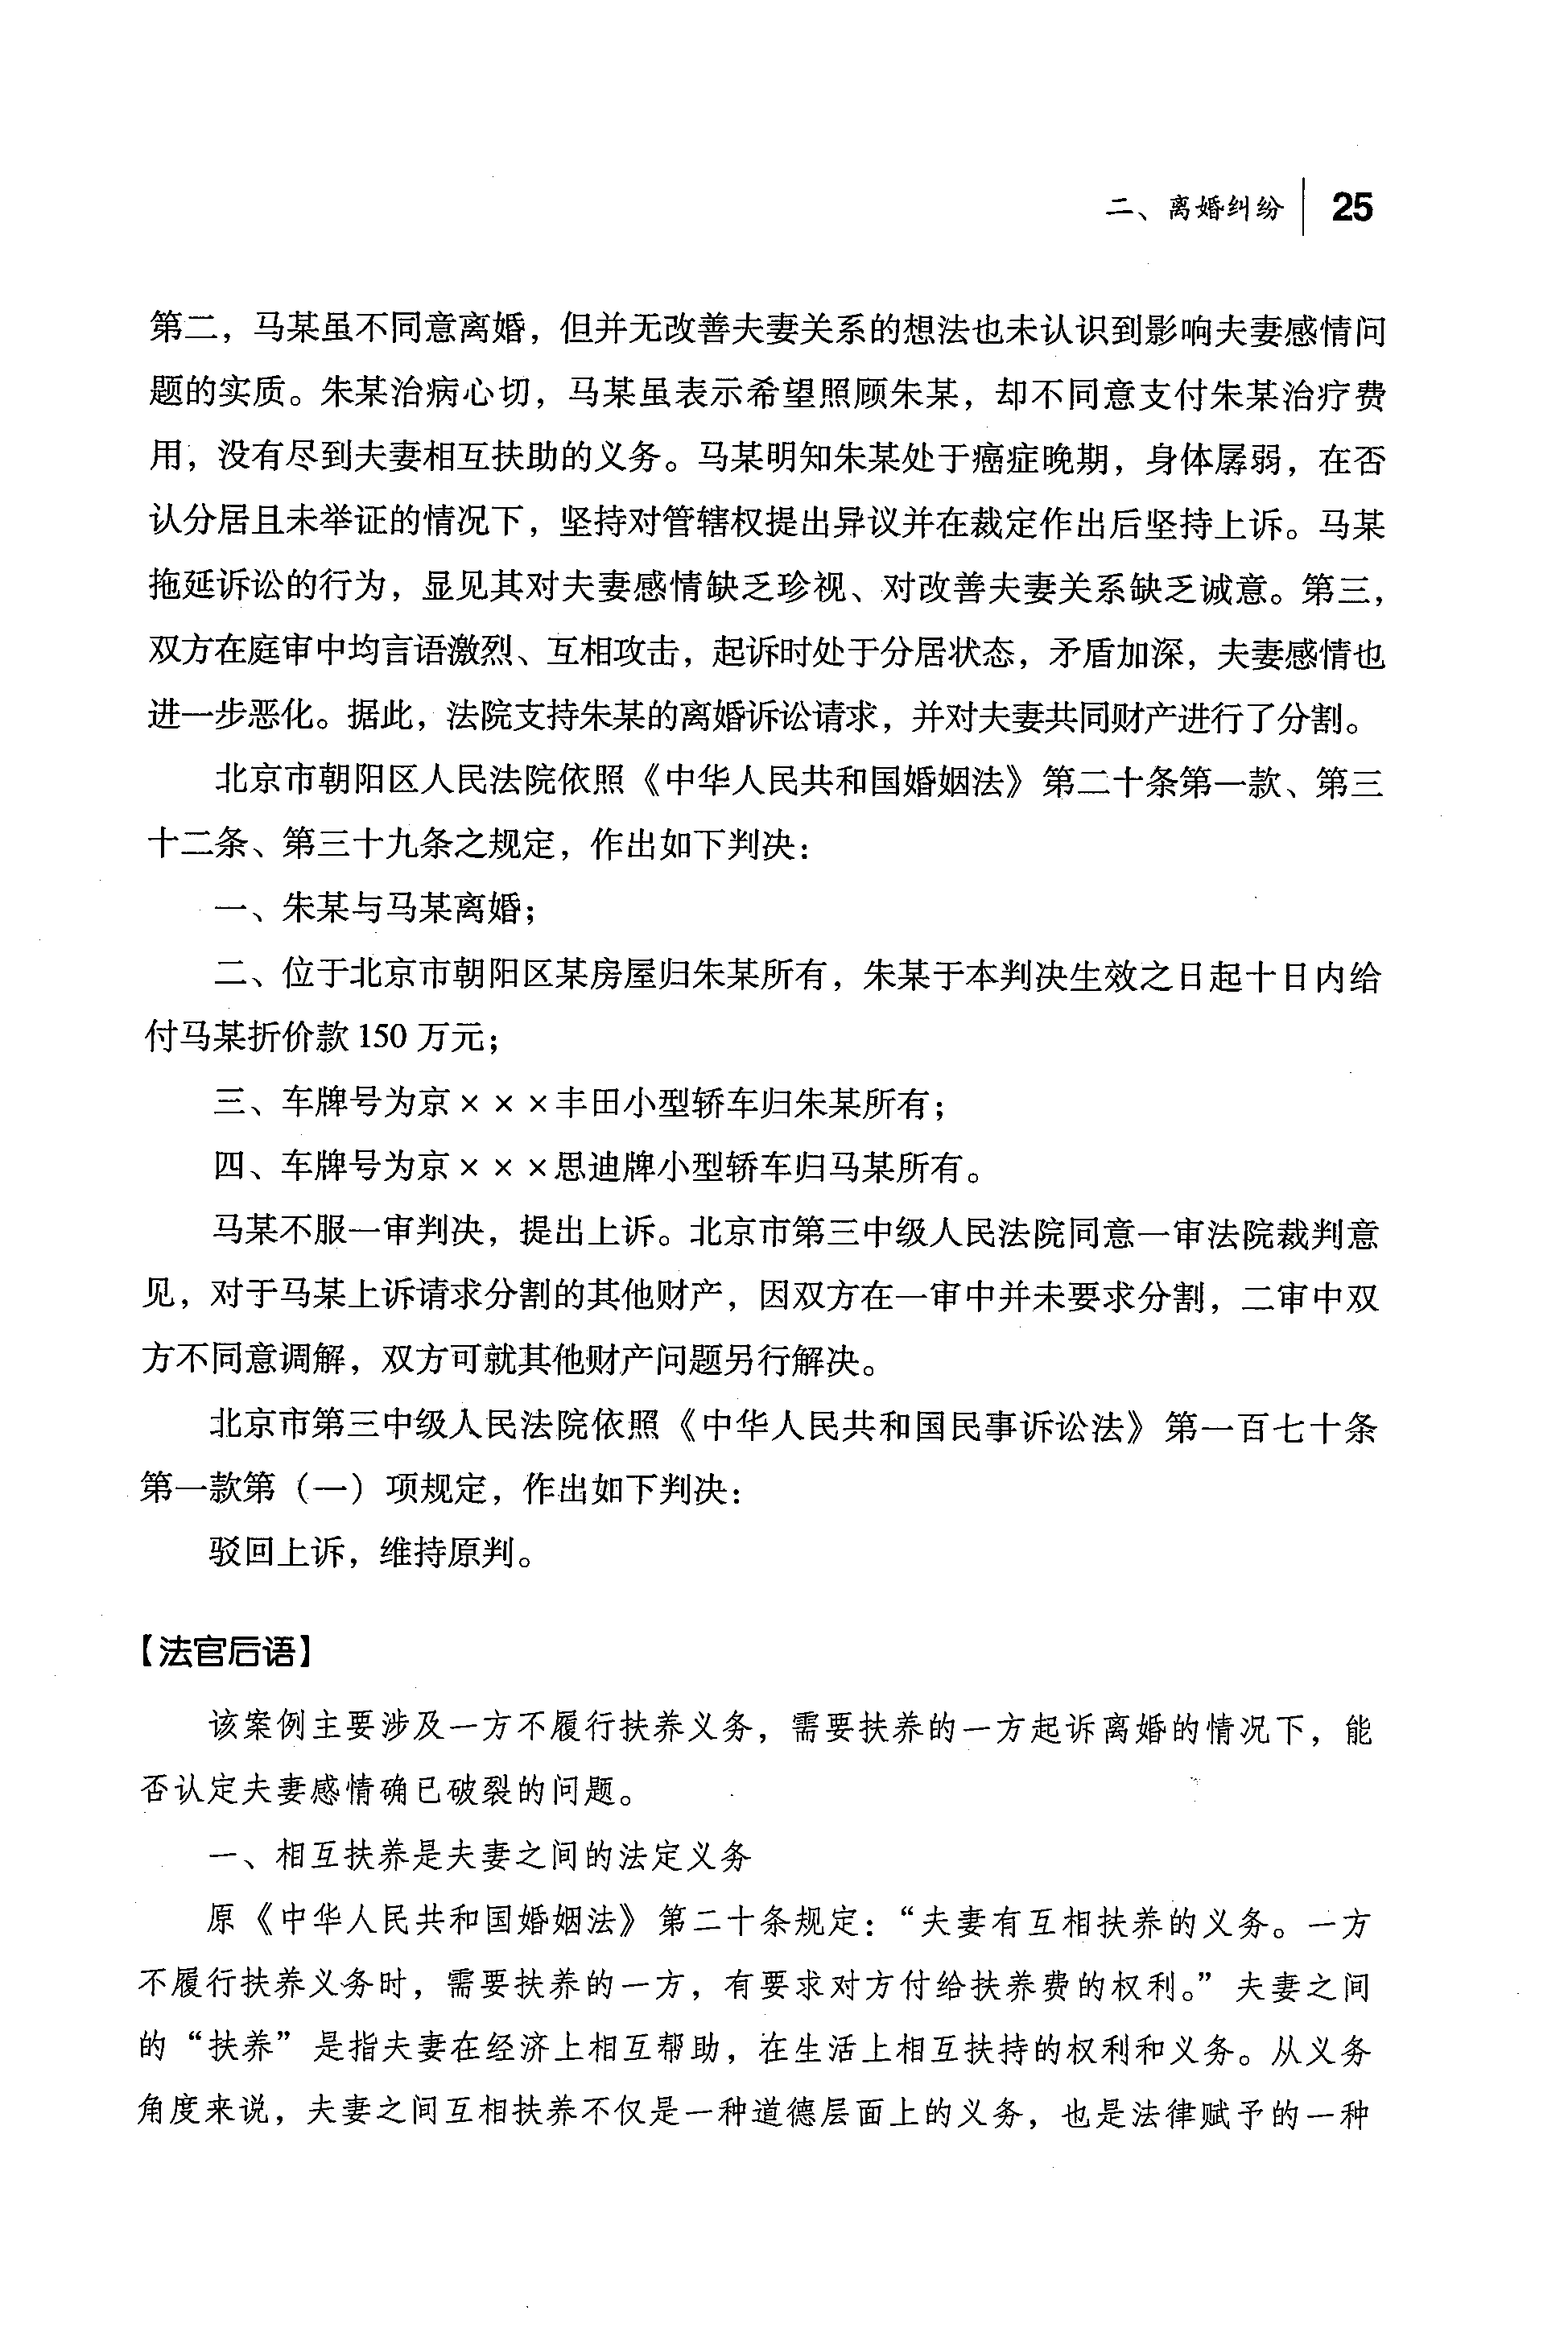 二、离婚纠纷 25
第二，马某虽不同意离婚，但并无改善夫妻关系的想法也未认识到影响夫妻感情问
题的实质。朱某治病心切，马某虽表示希望照顾朱某，却不同意支付朱某治疗费
用，没有尽到夫妻相互扶助的义务。马某明知朱某处于癌症晚期，身体孱弱，在否
认分居且未举证的情况下，坚持对管辖权提出异议并在裁定作出后坚持上诉。马某
拖延诉讼的行为，显见其对夫妻感情缺乏珍视、对改善夫妻关系缺乏诚意。第三，
双方在庭审中均言语激烈、互相攻击，起诉时处于分居状态，矛盾加深，夫妻感情也
进一步恶化。据此，法院支持朱某的离婚诉讼请求，并对夫妻共同财产进行了分割。
北京市朝阳区人民法院依照《中华人民共和国婚姻法》第二十条第一款、第三
十二条、第三十九条之规定，作出如下判决：
一、朱某与马某离婚；
二、位于北京市朝阳区某房屋归朱某所有，朱某于本判决生效之日起十日内给
付马某折价款 150 万元；
三、车牌号为京×××丰田小型轿车归朱某所有；
四、车牌号为京×××思迪牌小型轿车归马某所有。
马某不服一审判决，提出上诉。北京市第三中级人民法院同意一审法院裁判意
见，对于马某上诉请求分割的其他财产，因双方在一审中并未要求分割，二审中双
方不同意调解，双方可就其他财产问题另行解决。
北京市第三中级人民法院依照《中华人民共和国民事诉讼法》第一百七十条
第一款第（一）项规定，作出如下判决：
驳回上诉，维持原判。
【法官后语】
该案例主要涉及一方不履行扶养义务，需要扶养的一方起诉离婚的情况下，能
否认定夫妻感情确已破裂的问题。
一、相互扶养是夫妻之间的法定义务
原《中华人民共和国婚姻法》第二十条规定：“夫妻有互相扶养的义务。一方
不履行扶养义务时，需要扶养的一方，有要求对方付给扶养费的权利。”夫妻之间
的“扶养”是指夫妻在经济上相互帮助，在生活上相互扶持的权利和义务。从义务
角度来说，夫妻之间互相扶养不仅是一种道德层面上的义务，也是法律赋予的一种